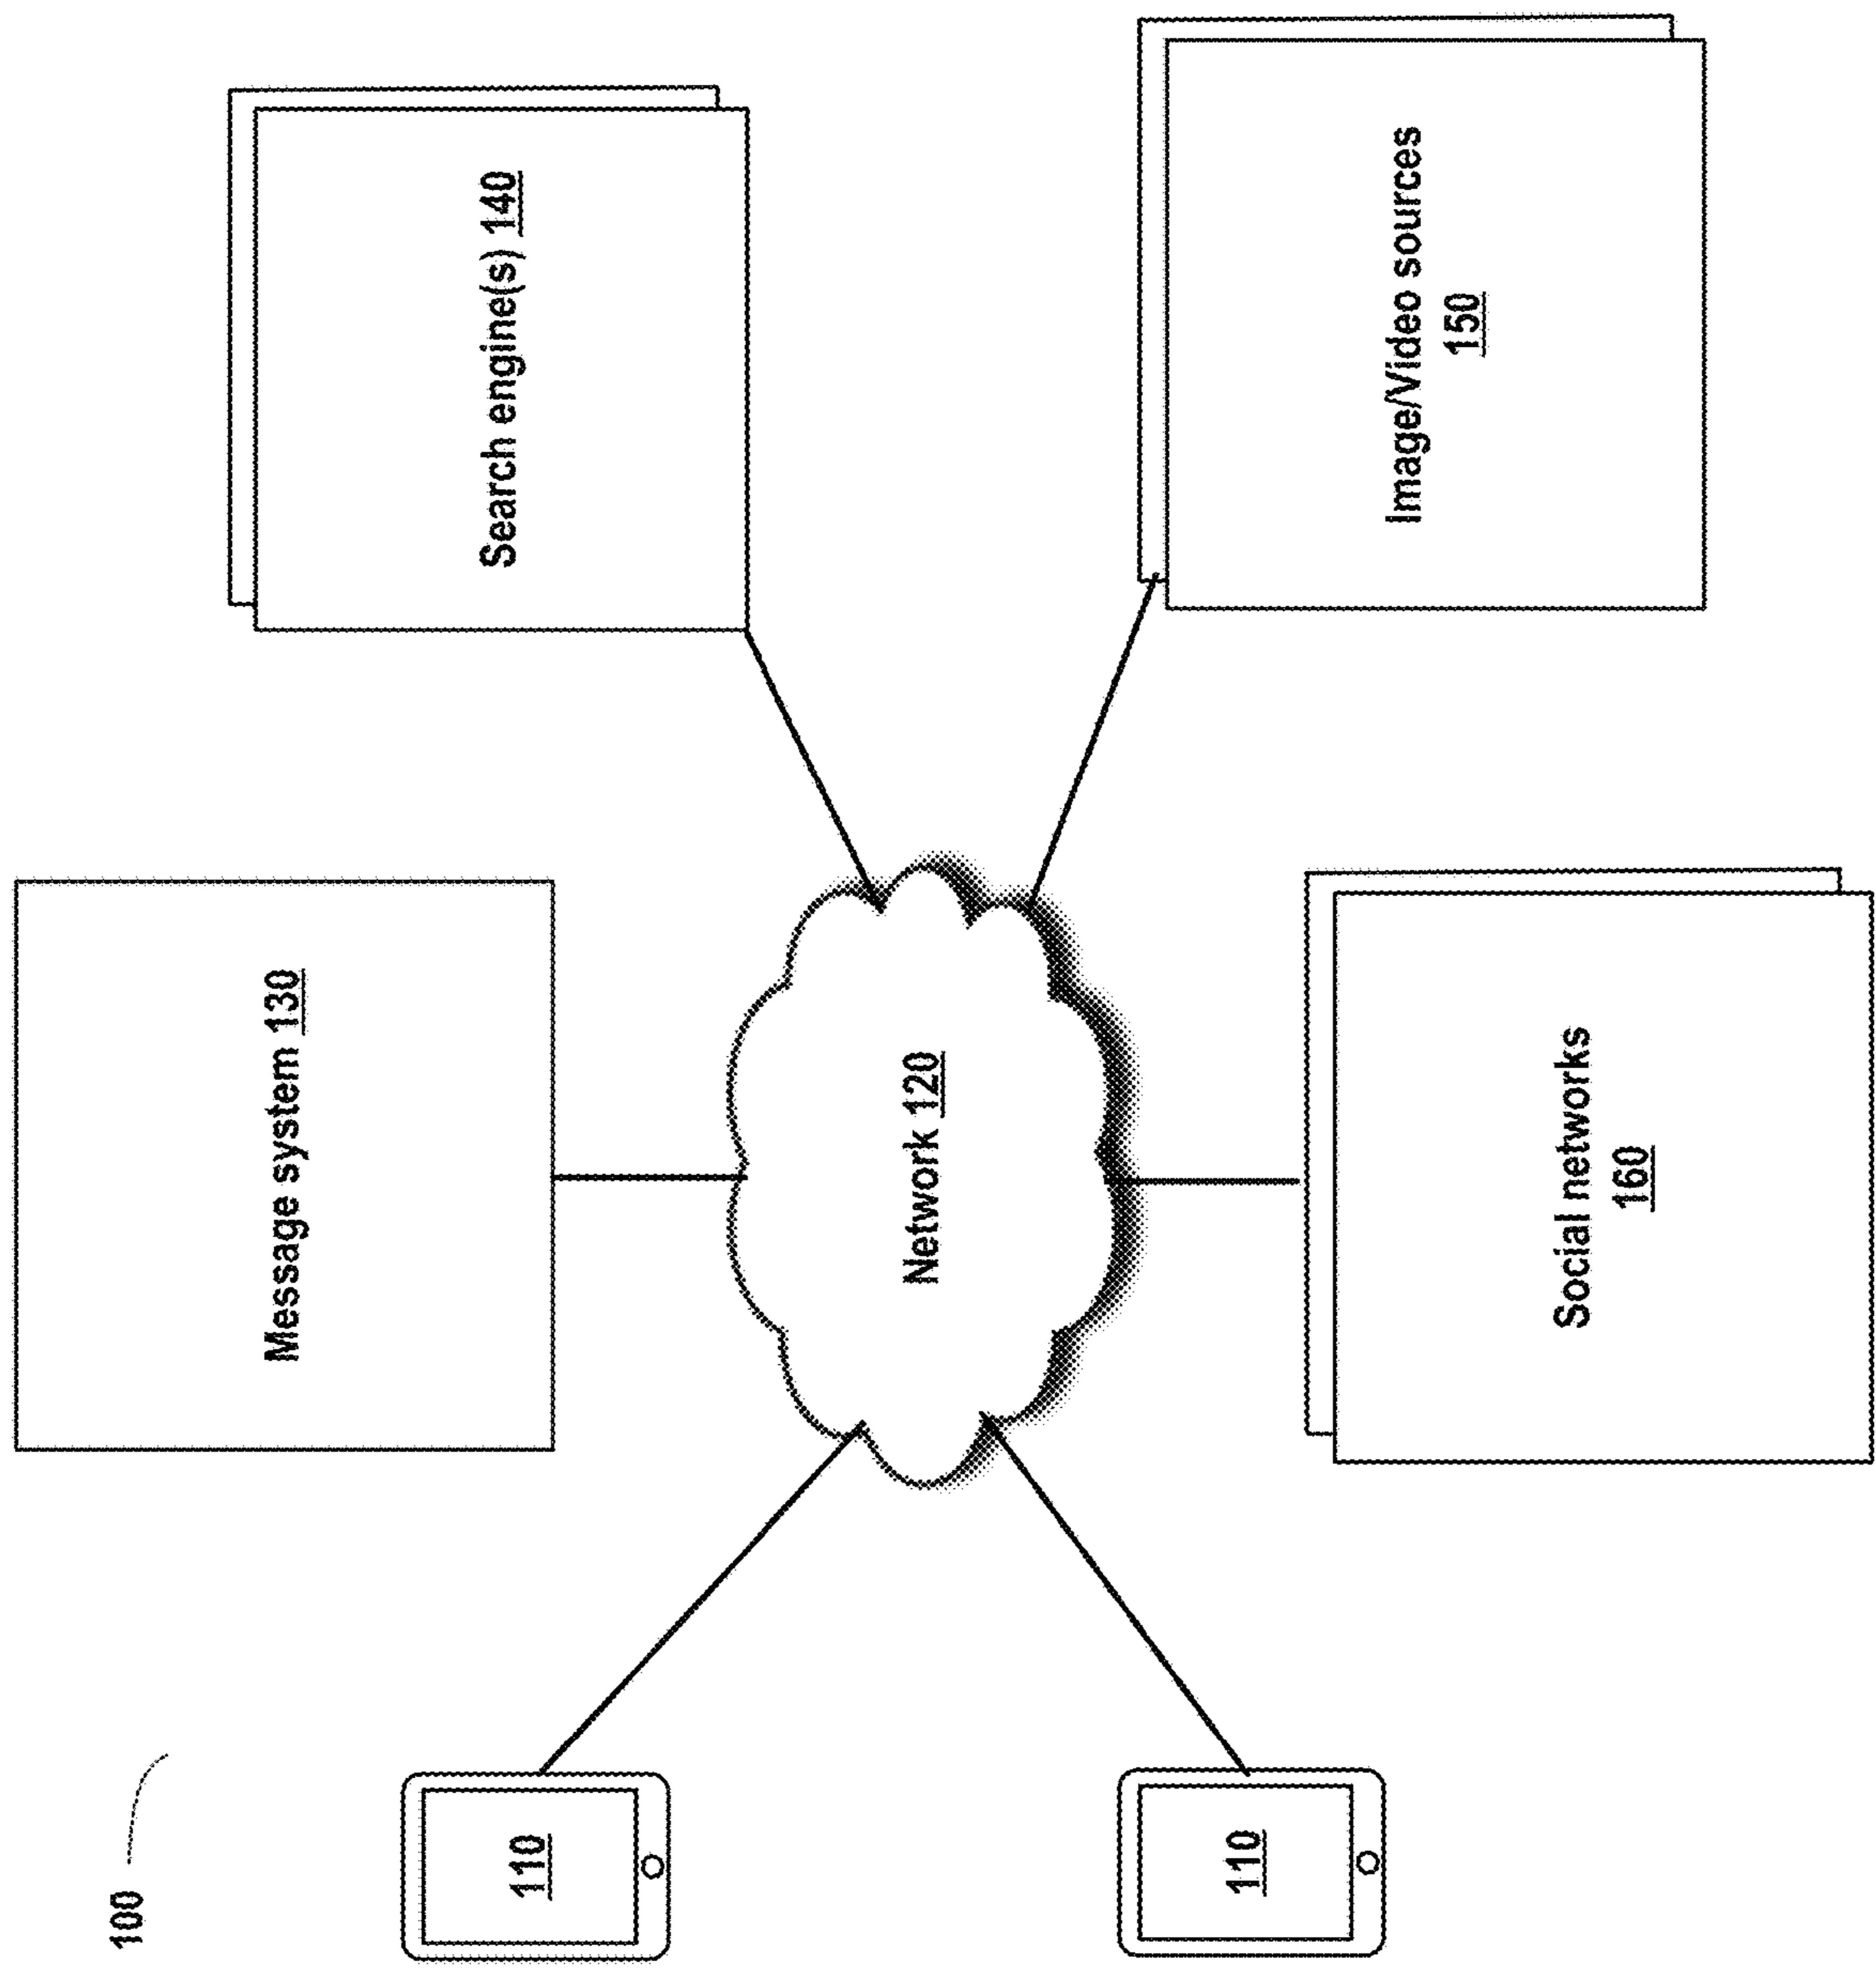 100
110
110
Message system 130
Network 120
Social networks
160
Search engine(s) 140
Image/Video sources
150